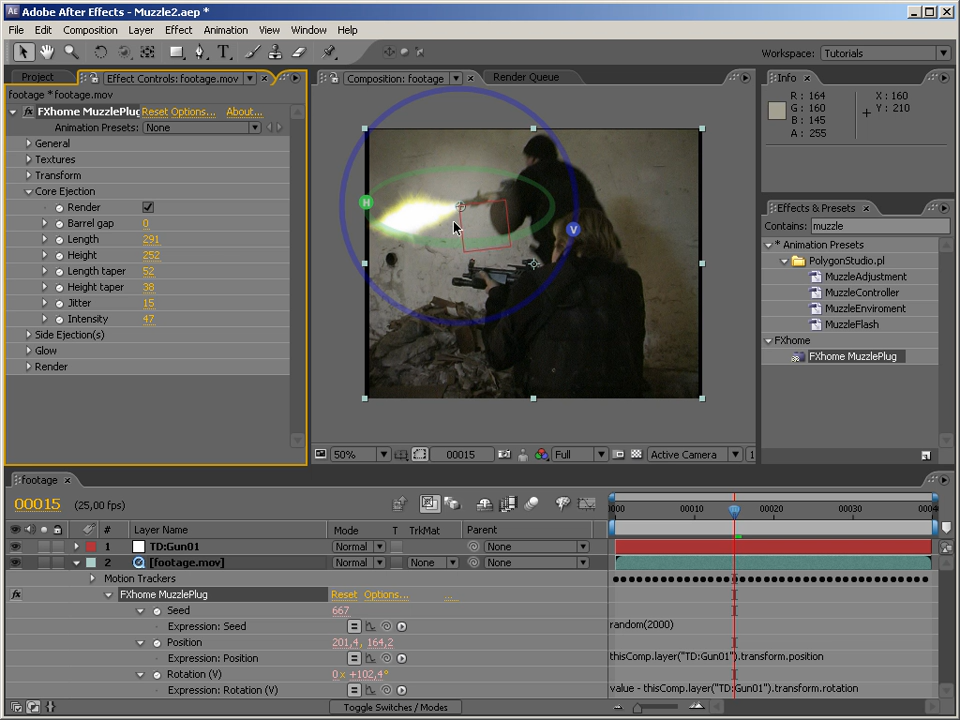 Adobe After Effects - Muzzle2.aep *
File Edit Composition Layer Effect Animation View Window Help
Workspace: Tutorials
Project Effect Controls: footage.mov
footage * footage.mov
FXhome MuzzlePlug Reset Options... About...
Animation Presets: None
General
Textures
Transform
Core Ejection
Render
Barrel gap 0
Length 291
Height 252
Length taper 52
Height taper 38
Jitter 15
Intensity 47
Side Ejection(s)
Glow
Render
Composition: footage Render Queue
H
V
50% 00015 Full Active Camera 1
Info
R : 164
G : 160
B : 145
A : 255
X : 160
Y : 210
Effects & Presets
Contains: muzzle
* Animation Presets
PolygonStudio.pl
MuzzleAdjustment
MuzzleController
MuzzleEnviroment
MuzzleFlash
FXhome
FXhome MuzzlePlug
footage
00015 (25,00 fps)
0000 00010 00020 00030 0004
# Layer Name Mode T TrkMat Parent
1 TD:Gun01 Normal None
2 [footage.mov] Normal None None
Motion Trackers
FXhome MuzzlePlug Reset Options... ...
Seed 667
Expression: Seed random(2000)
Position 201,4, 164,2
Expression: Position thisComp.layer("TD:Gun01").transform.position
Rotation (V) 0 x +102,4°
Expression: Rotation (V) value - thisComp.layer("TD:Gun01").transform.rotation
Toggle Switches / Modes